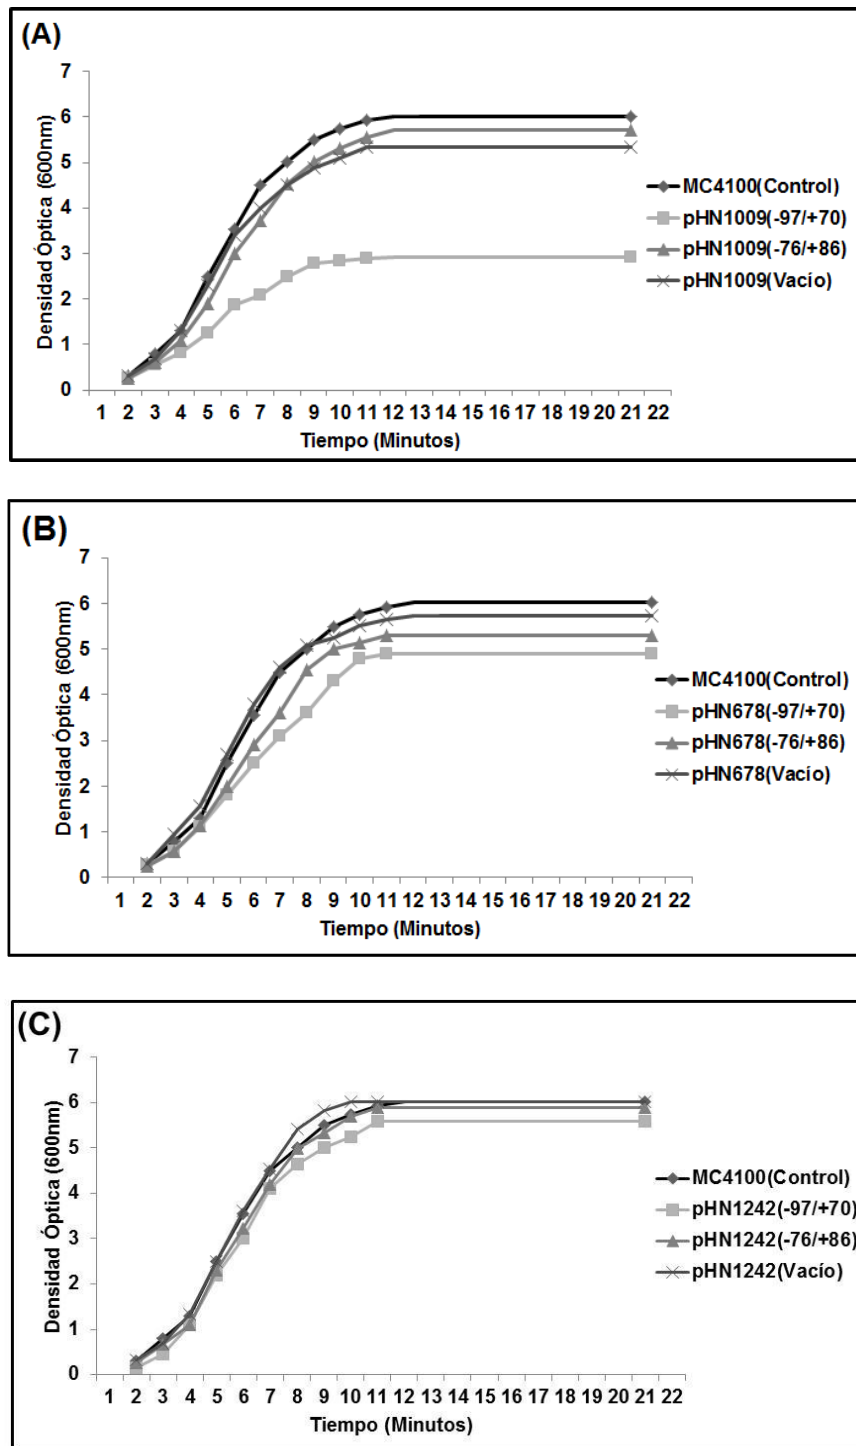 (A)
7
6
5
4
3
2
1
0
Densidad Óptica (600nm)
1 2 3 4 5 6 7 8 9 10 11 12 13 14 15 16 17 18 19 20 21 22
Tiempo (Minutos)
MC4100(Control)
pHN1009(-97/+70)
pHN1009(-76/+86)
pHN1009(Vacío)
(B)
7
6
5
4
3
2
1
0
Densidad Óptica (600nm)
1 2 3 4 5 6 7 8 9 10 11 12 13 14 15 16 17 18 19 20 21 22
Tiempo (Minutos)
MC4100(Control)
pHN678(-97/+70)
pHN678(-76/+86)
pHN678(Vacío)
(C)
7
6
5
4
3
2
1
0
Densidad Óptica (600nm)
1 2 3 4 5 6 7 8 9 10 11 12 13 14 15 16 17 18 19 20 21 22
Tiempo (Minutos)
MC4100(Control)
pHN1242(-97/+70)
pHN1242(-76/+86)
pHN1242(Vacío)